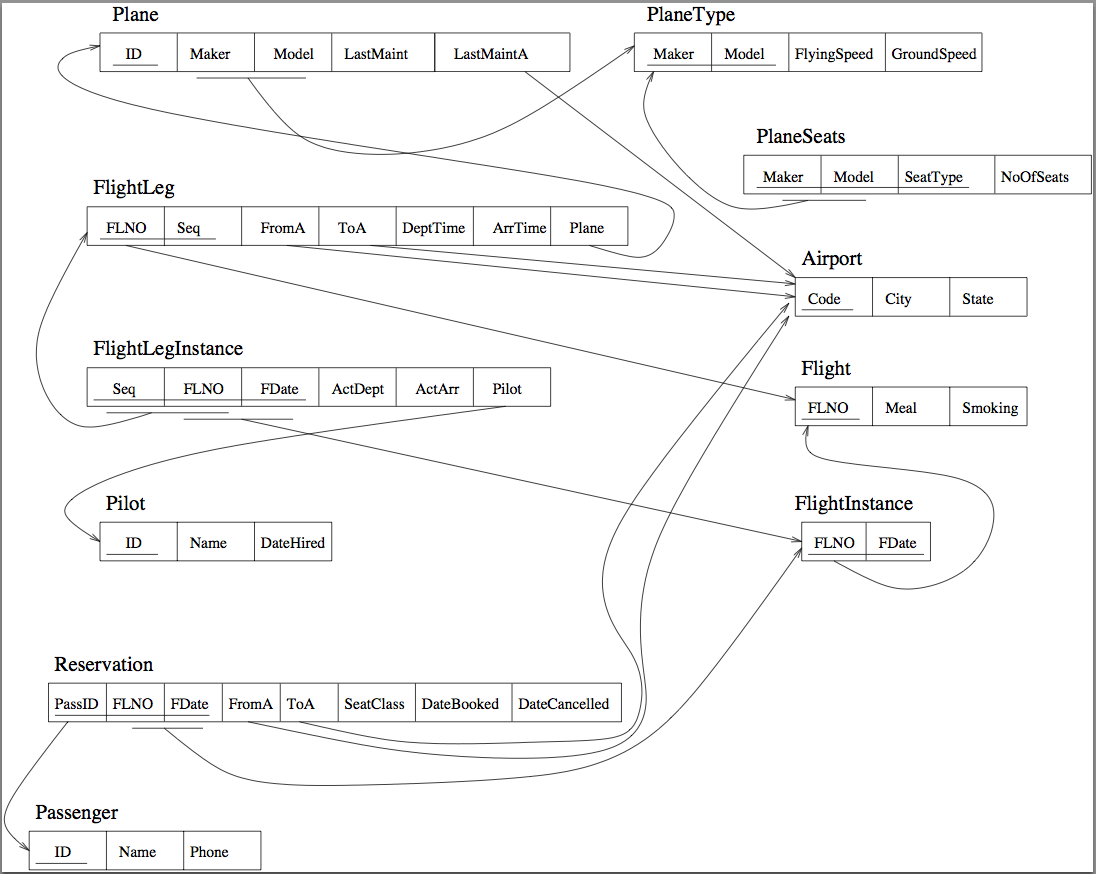 Plane
ID Maker Model LastMaint LastMaintA
PlaneType
Maker Model FlyingSpeed GroundSpeed
PlaneSeats
Maker Model SeatType NoOfSeats
FlightLeg
FLNO Seq FromA ToA DeptTime ArrTime Plane
Airport
Code City State
FlightLegInstance
Seq FLNO FDate ActDept ActArr Pilot
Flight
FLNO Meal Smoking
Pilot
ID Name DateHired
FlightInstance
FLNO FDate
Reservation
PassID FLNO FDate FromA ToA SeatClass DateBooked DateCancelled
Passenger
ID Name Phone